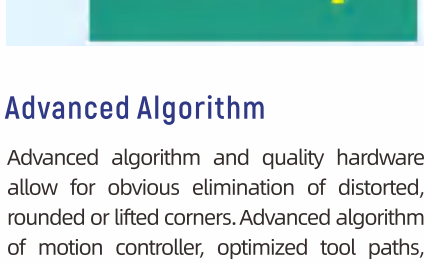 Advanced Algorithm
Advanced algorithm and quality hardware
allow for obvious elimination of distorted,
rounded or lifted corners. Advanced algorithm
of motion controller, optimized tool paths,